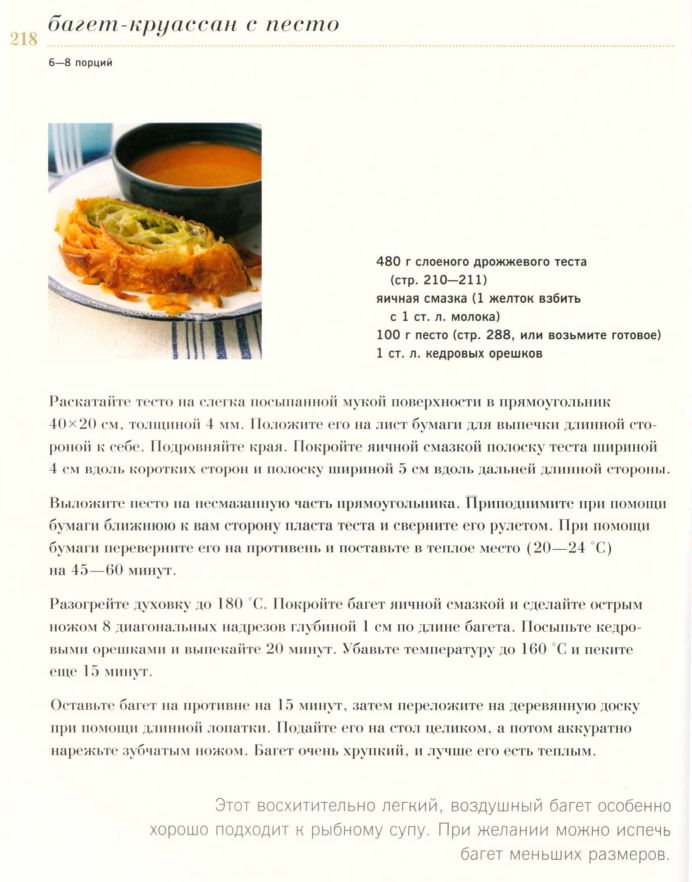 багет-круассан с песто
218
6—8 порций
480 г слоеного дрожжевого теста
(стр. 210—211)
яичная смазка (1 желток взбить
с 1 ст. л. молока)
100 г песто (стр. 288, или возьмите готовое)
1 ст. л. кедровых орешков
Раскатайте тесто на слегка посыпанной мукой поверхности в прямоугольник
40×20 см, толщиной 4 мм. Положите его на лист бумаги для выпечки длинной сто-
роной к себе. Подровняйте края. Покройте яичной смазкой полоску теста шириной
4 см вдоль коротких сторон и полоску шириной 5 см вдоль дальней длинной стороны.
Выложите песто на несмазанную часть прямоугольника. Приподнимите при помощи
бумаги ближнюю к вам сторону пласта теста и сверните его рулетом. При помощи
бумаги переверните его на противень и поставьте в теплое место (20—24 °C)
на 45—60 минут.
Разогрейте духовку до 180 °C. Покройте багет яичной смазкой и сделайте острым
ножом 8 диагональных надрезов глубиной 1 см по длине багета. Посыпьте кедро-
выми орешками и выпекайте 20 минут. Убавьте температуру до 160 °C и пеките
еще 15 минут.
Оставьте багет на противне на 15 минут, затем переложите на деревянную доску
при помощи длинной лопатки. Подайте его на стол целиком, а потом аккуратно
нарежьте зубчатым ножом. Багет очень хрупкий, и лучше его есть теплым.
Этот восхитительно легкий, воздушный багет особенно
хорошо подходит к рыбному супу. При желании можно испечь
багет меньших размеров.